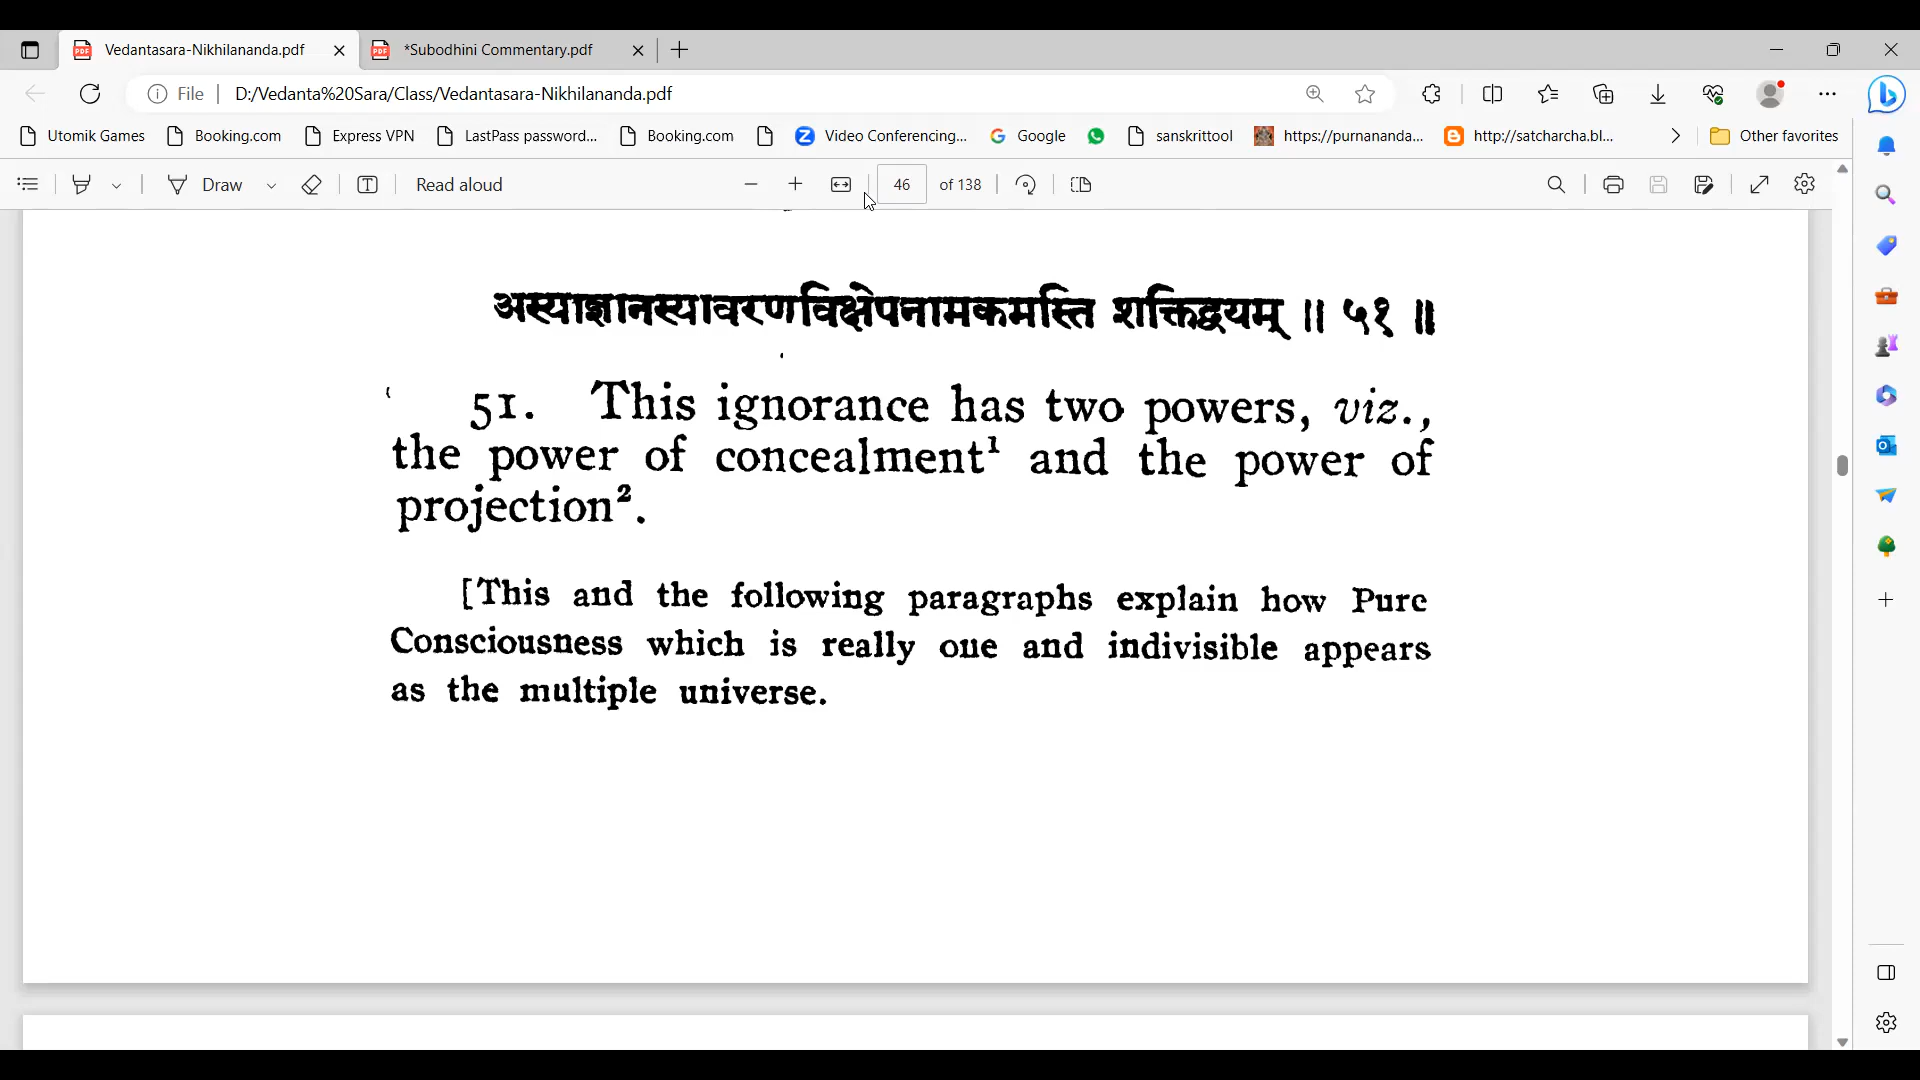 Vedantasara-Nikhilananda.pdf
*Subodhini Commentary.pdf
File
D:/Vedanta%20Sara/Class/Vedantasara-Nikhilananda.pdf
Utomik Games
Booking.com
Express VPN
LastPass password...
Booking.com
Video Conferencing...
Google
sanskrittool
https://purnananda...
http://satcharcha.bl...
Other favorites
Draw
Read aloud
46 of 138
अस्याज्ञानस्यावरणविक्षेपनामकमस्ति शक्तिद्वयम् ॥ ५१ ॥
51. This ignorance has two powers, viz.,
the power of concealment¹ and the power of
projection².
[This and the following paragraphs explain how Pure
Consciousness which is really one and indivisible appears
as the multiple universe.